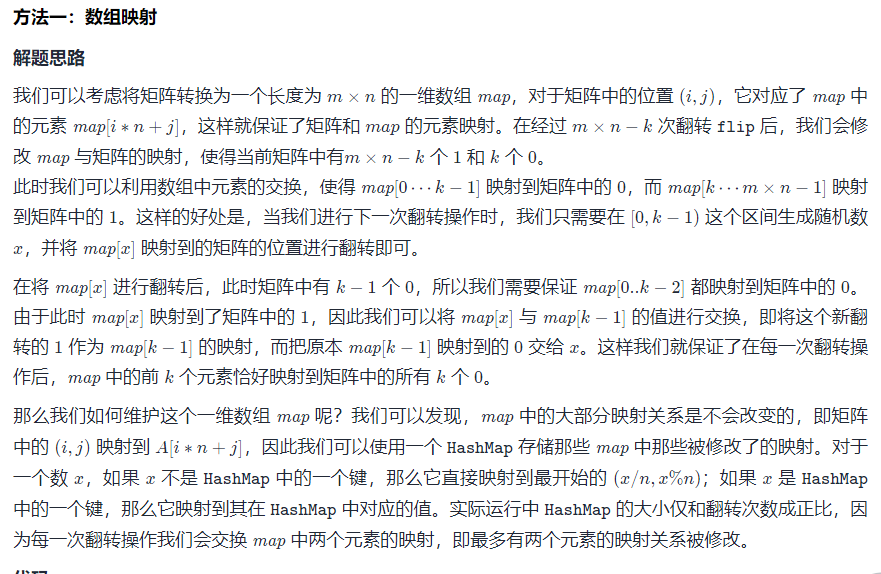 方法一：数组映射
解题思路
我们可以考虑将矩阵转换为一个长度为 m × n 的一维数组 map，对于矩阵中的位置 (i, j)，它对应了 map 中
的元素 map[i * n + j]，这样就保证了矩阵和 map 的元素映射。在经过 m × n − k 次翻转 flip 后，我们会修
改 map 与矩阵的映射，使得当前矩阵中有m × n − k 个 1 和 k 个 0。
此时我们可以利用数组中元素的交换，使得 map[0 ⋯ k − 1] 映射到矩阵中的 0，而 map[k ⋯ m × n − 1] 映射
到矩阵中的 1。这样的好处是，当我们进行下一次翻转操作时，我们只需要在 [0, k − 1) 这个区间生成随机数
x，并将 map[x] 映射到的矩阵的位置进行翻转即可。
在将 map[x] 进行翻转后，此时矩阵中有 k − 1 个 0，所以我们需要保证 map[0..k − 2] 都映射到矩阵中的 0。
由于此时 map[x] 映射到了矩阵中的 1，因此我们可以将 map[x] 与 map[k − 1] 的值进行交换，即将这个新翻
转的 1 作为 map[k − 1] 的映射，而把原本 map[k − 1] 映射到的 0 交给 x。这样我们就保证了在每一次翻转操
作后，map 中的前 k 个元素恰好映射到矩阵中的所有 k 个 0。
那么我们如何维护这个一维数组 map 呢？我们可以发现，map 中的大部分映射关系是不会改变的，即矩阵
中的 (i, j) 映射到 A[i * n + j]，因此我们可以使用一个 HashMap 存储那些 map 中那些被修改了的映射。对于
一个数 x，如果 x 不是 HashMap 中的一个键，那么它直接映射到最开始的 (x/n, x%n)；如果 x 是 HashMap
中的一个键，那么它映射到其在 HashMap 中对应的值。实际运行中 HashMap 的大小仅和翻转次数成正比，因
为每一次翻转操作我们会交换 map 中两个元素的映射，即最多有两个元素的映射关系被修改。